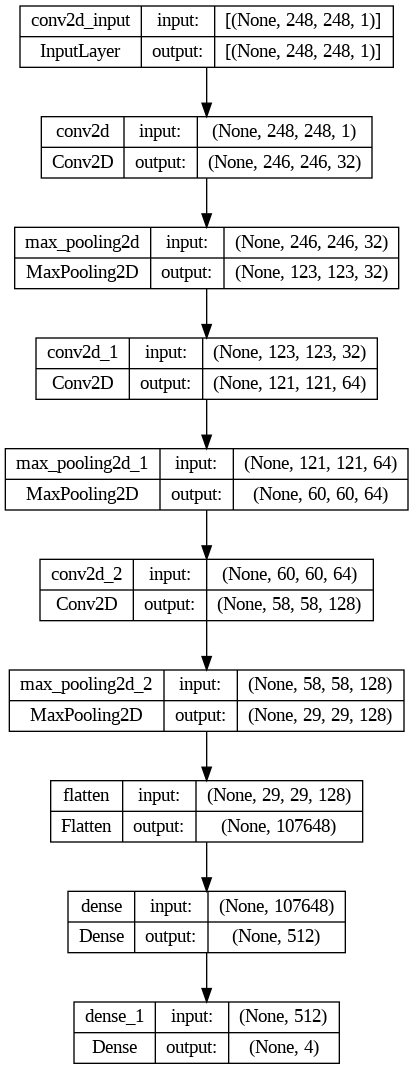 conv2d_input input: [(None, 248, 248, 1)]
InputLayer output: [(None, 248, 248, 1)]
conv2d input: (None, 248, 248, 1)
Conv2D output: (None, 246, 246, 32)
max_pooling2d input: (None, 246, 246, 32)
MaxPooling2D output: (None, 123, 123, 32)
conv2d_1 input: (None, 123, 123, 32)
Conv2D output: (None, 121, 121, 64)
max_pooling2d_1 input: (None, 121, 121, 64)
MaxPooling2D output: (None, 60, 60, 64)
conv2d_2 input: (None, 60, 60, 64)
Conv2D output: (None, 58, 58, 128)
max_pooling2d_2 input: (None, 58, 58, 128)
MaxPooling2D output: (None, 29, 29, 128)
flatten input: (None, 29, 29, 128)
Flatten output: (None, 107648)
dense input: (None, 107648)
Dense output: (None, 512)
dense_1 input: (None, 512)
Dense output: (None, 4)